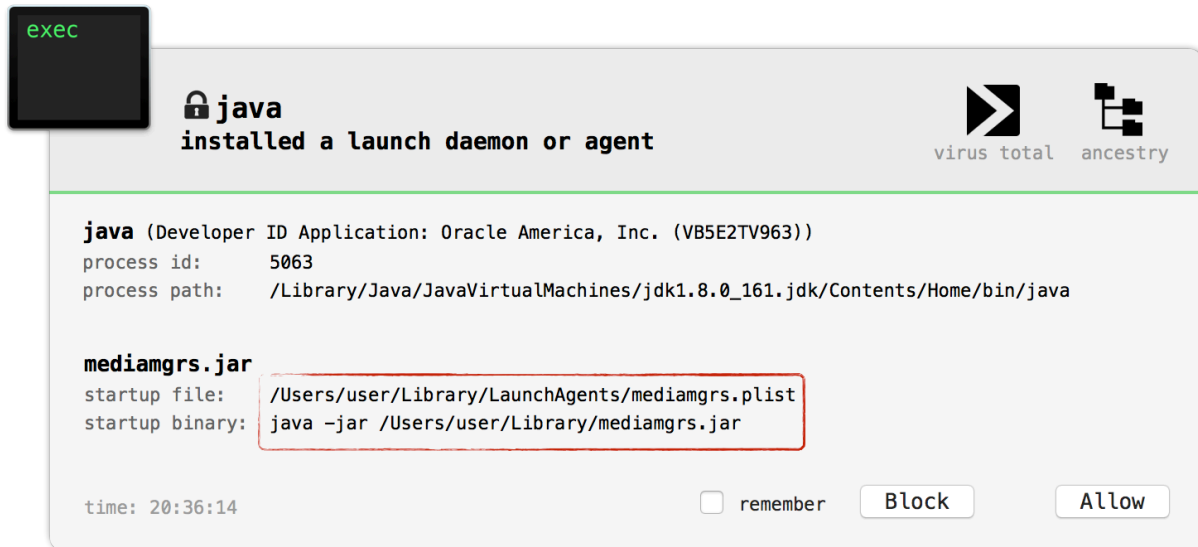 exec
java
installed a launch daemon or agent
virus total
ancestry
java (Developer ID Application: Oracle America, Inc. (VB5E2TV963))
process id: 5063
process path: /Library/Java/JavaVirtualMachines/jdk1.8.0_161.jdk/Contents/Home/bin/java
mediamgrs.jar
startup file: /Users/user/Library/LaunchAgents/mediamgrs.plist
startup binary: java -jar /Users/user/Library/mediamgrs.jar
time: 20:36:14
remember
Block
Allow